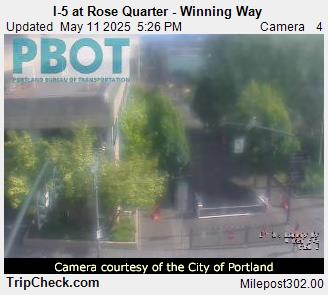 I-5 at Rose Quarter - Winning Way
Updated May 11 2025 5:26 PM Camera 4
PBOT
PORTLAND BUREAU OF TRANSPORTATION
Camera courtesy of the City of Portland
TripCheck.com Milepost302.00